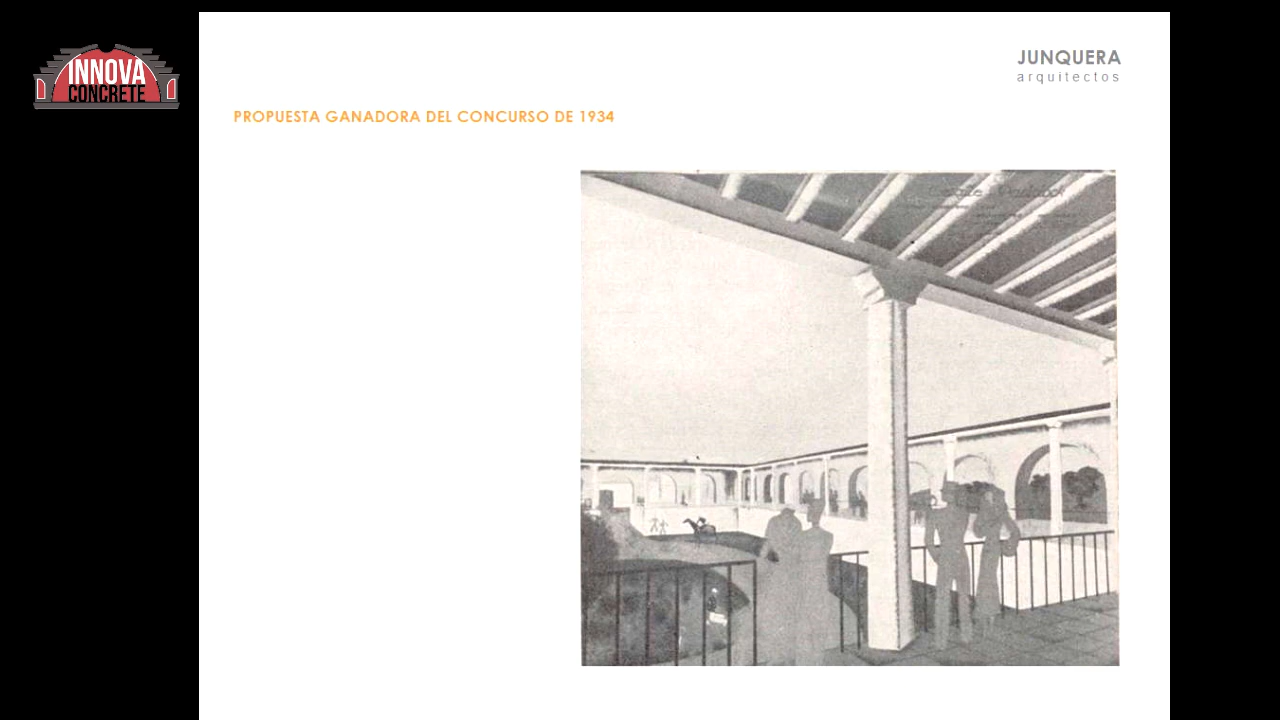 INNOVA
CONCRETE
JUNQUERA
arquitectos
PROPUESTA GANADORA DEL CONCURSO DE 1934